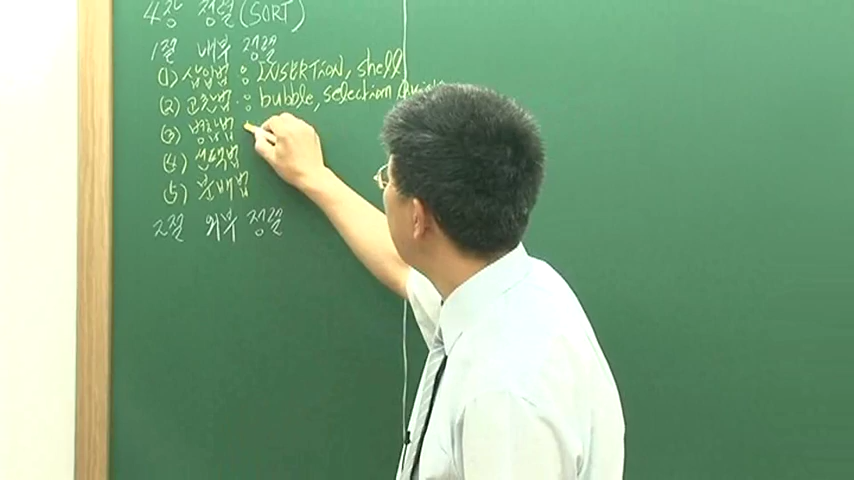 4장 정렬 (SORT)
1절 내부 정렬
(1) 삽입법 : INSERTION, shell
(2) 교환법 : bubble, selection, Quick
(3) 병합법
(4) 선택법
(5) 분배법
2절 외부 정렬